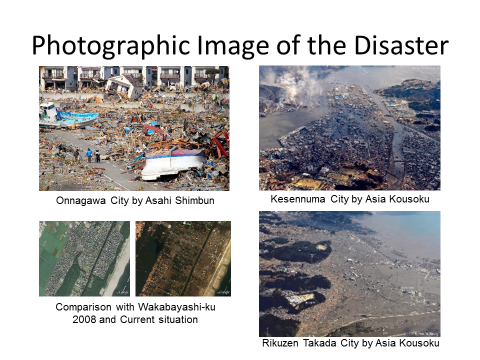 Photographic Image of the Disaster
Onnagawa City by Asahi Shimbun
Kesennuma City by Asia Kousoku
Comparison with Wakabayashi-ku
2008 and Current situation
Rikuzen Takada City by Asia Kousoku